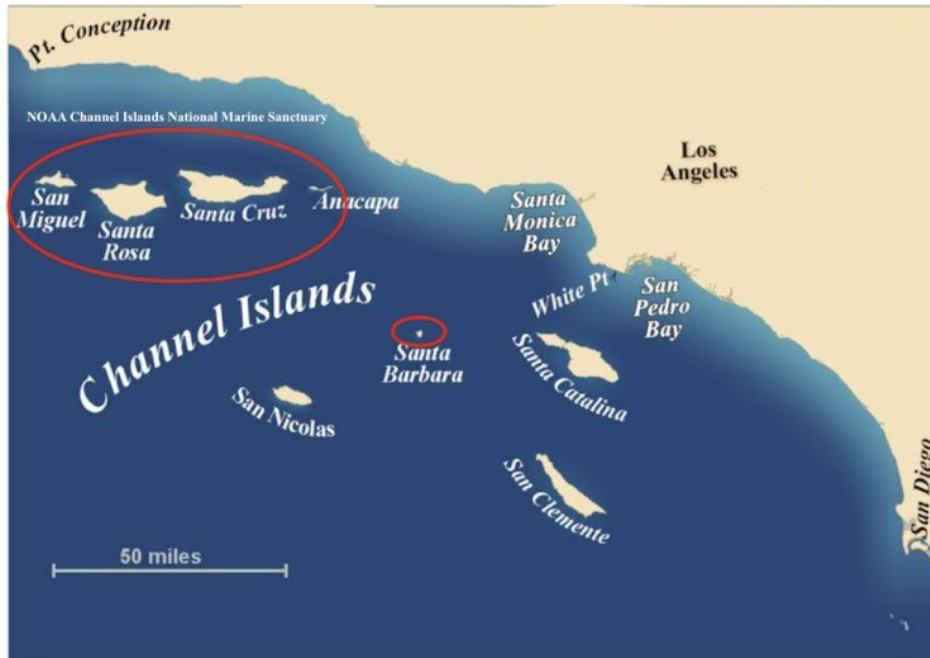 Pt. Conception
NOAA Channel Islands National Marine Sanctuary
Los
Angeles
San
Miguel
Santa
Rosa
Santa Cruz
Anacapa
Santa
Monica
Bay
White Pt
San
Pedro
Bay
Channel Islands
Santa
Barbara
Santa Catalina
San Nicolas
San Clemente
San Diego
50 miles